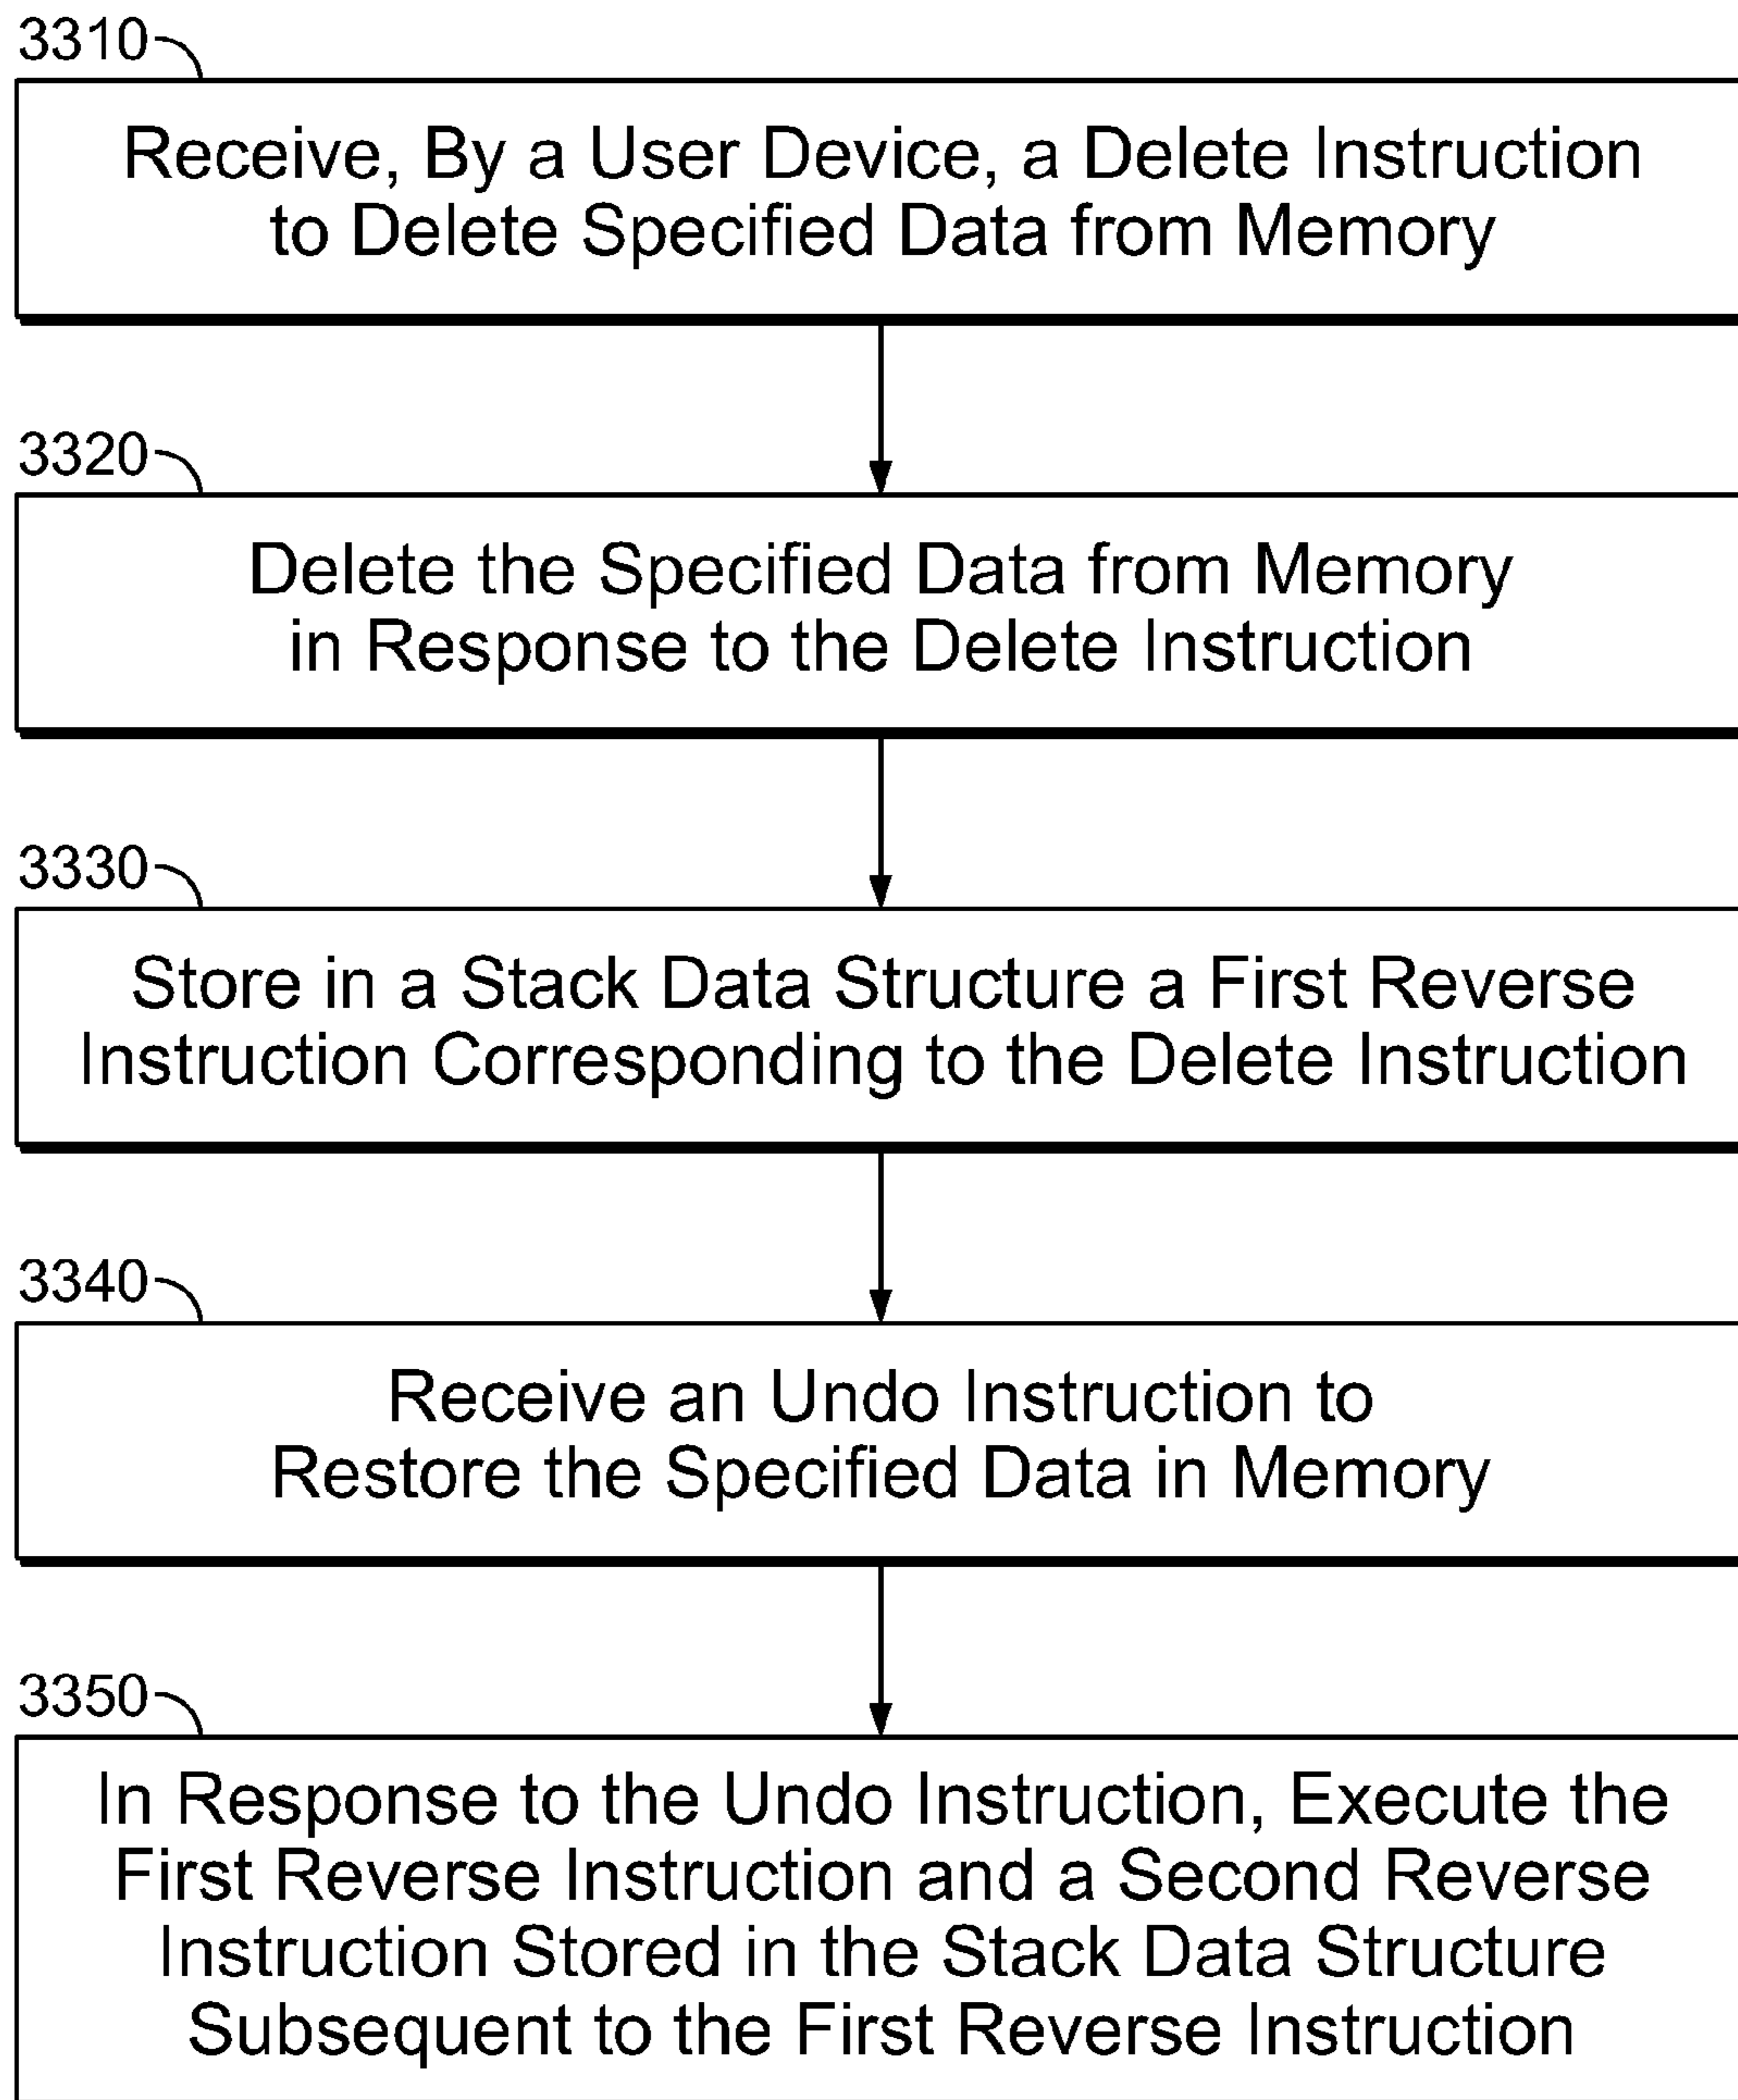 3310
Receive, By a User Device, a Delete Instruction
to Delete Specified Data from Memory
3320
Delete the Specified Data from Memory
in Response to the Delete Instruction
3330
Store in a Stack Data Structure a First Reverse
Instruction Corresponding to the Delete Instruction
3340
Receive an Undo Instruction to
Restore the Specified Data in Memory
3350
In Response to the Undo Instruction, Execute the
First Reverse Instruction and a Second Reverse
Instruction Stored in the Stack Data Structure
Subsequent to the First Reverse Instruction